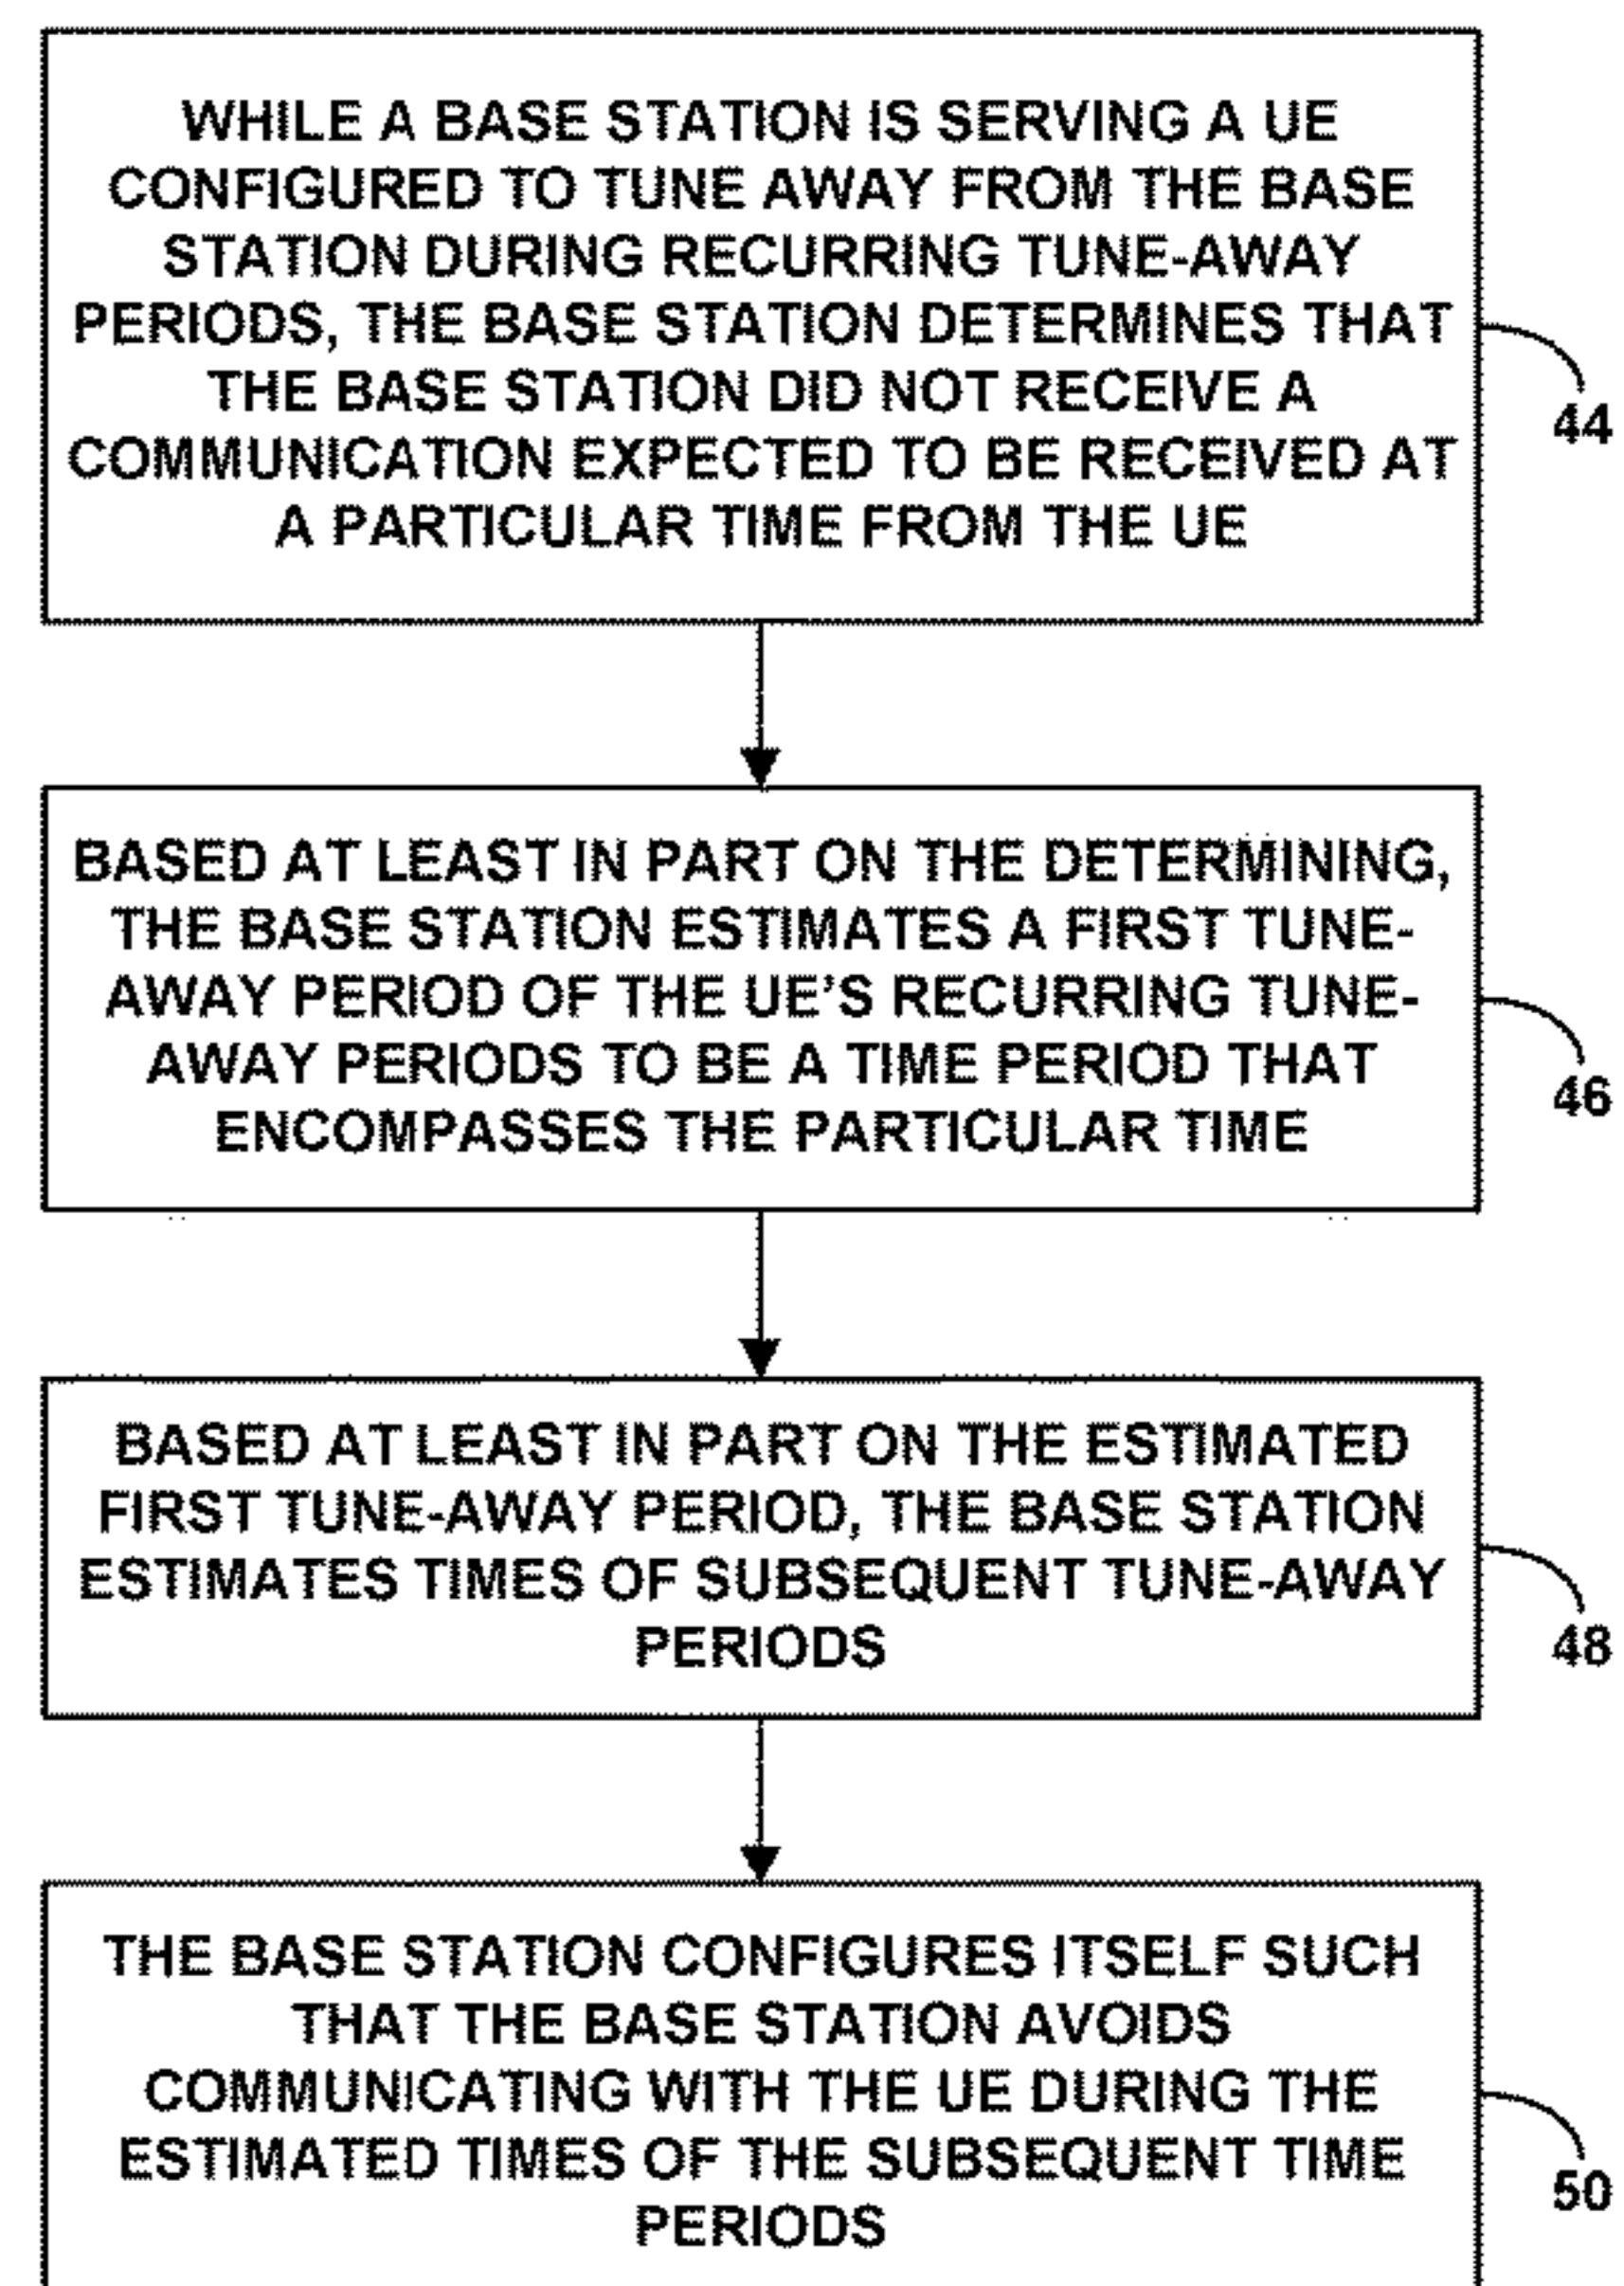 WHILE A BASE STATION IS SERVING A UE
CONFIGURED TO TUNE AWAY FROM THE BASE
STATION DURING RECURRING TUNE-AWAY
PERIODS, THE BASE STATION DETERMINES THAT
THE BASE STATION DID NOT RECEIVE A
COMMUNICATION EXPECTED TO BE RECEIVED AT
A PARTICULAR TIME FROM THE UE
44
BASED AT LEAST IN PART ON THE DETERMINING,
THE BASE STATION ESTIMATES A FIRST TUNE-
AWAY PERIOD OF THE UE'S RECURRING TUNE-
AWAY PERIODS TO BE A TIME PERIOD THAT
ENCOMPASSES THE PARTICULAR TIME
46
BASED AT LEAST IN PART ON THE ESTIMATED
FIRST TUNE-AWAY PERIOD, THE BASE STATION
ESTIMATES TIMES OF SUBSEQUENT TUNE-AWAY
PERIODS
48
THE BASE STATION CONFIGURES ITSELF SUCH
THAT THE BASE STATION AVOIDS
COMMUNICATING WITH THE UE DURING THE
ESTIMATED TIMES OF THE SUBSEQUENT TIME
PERIODS
50